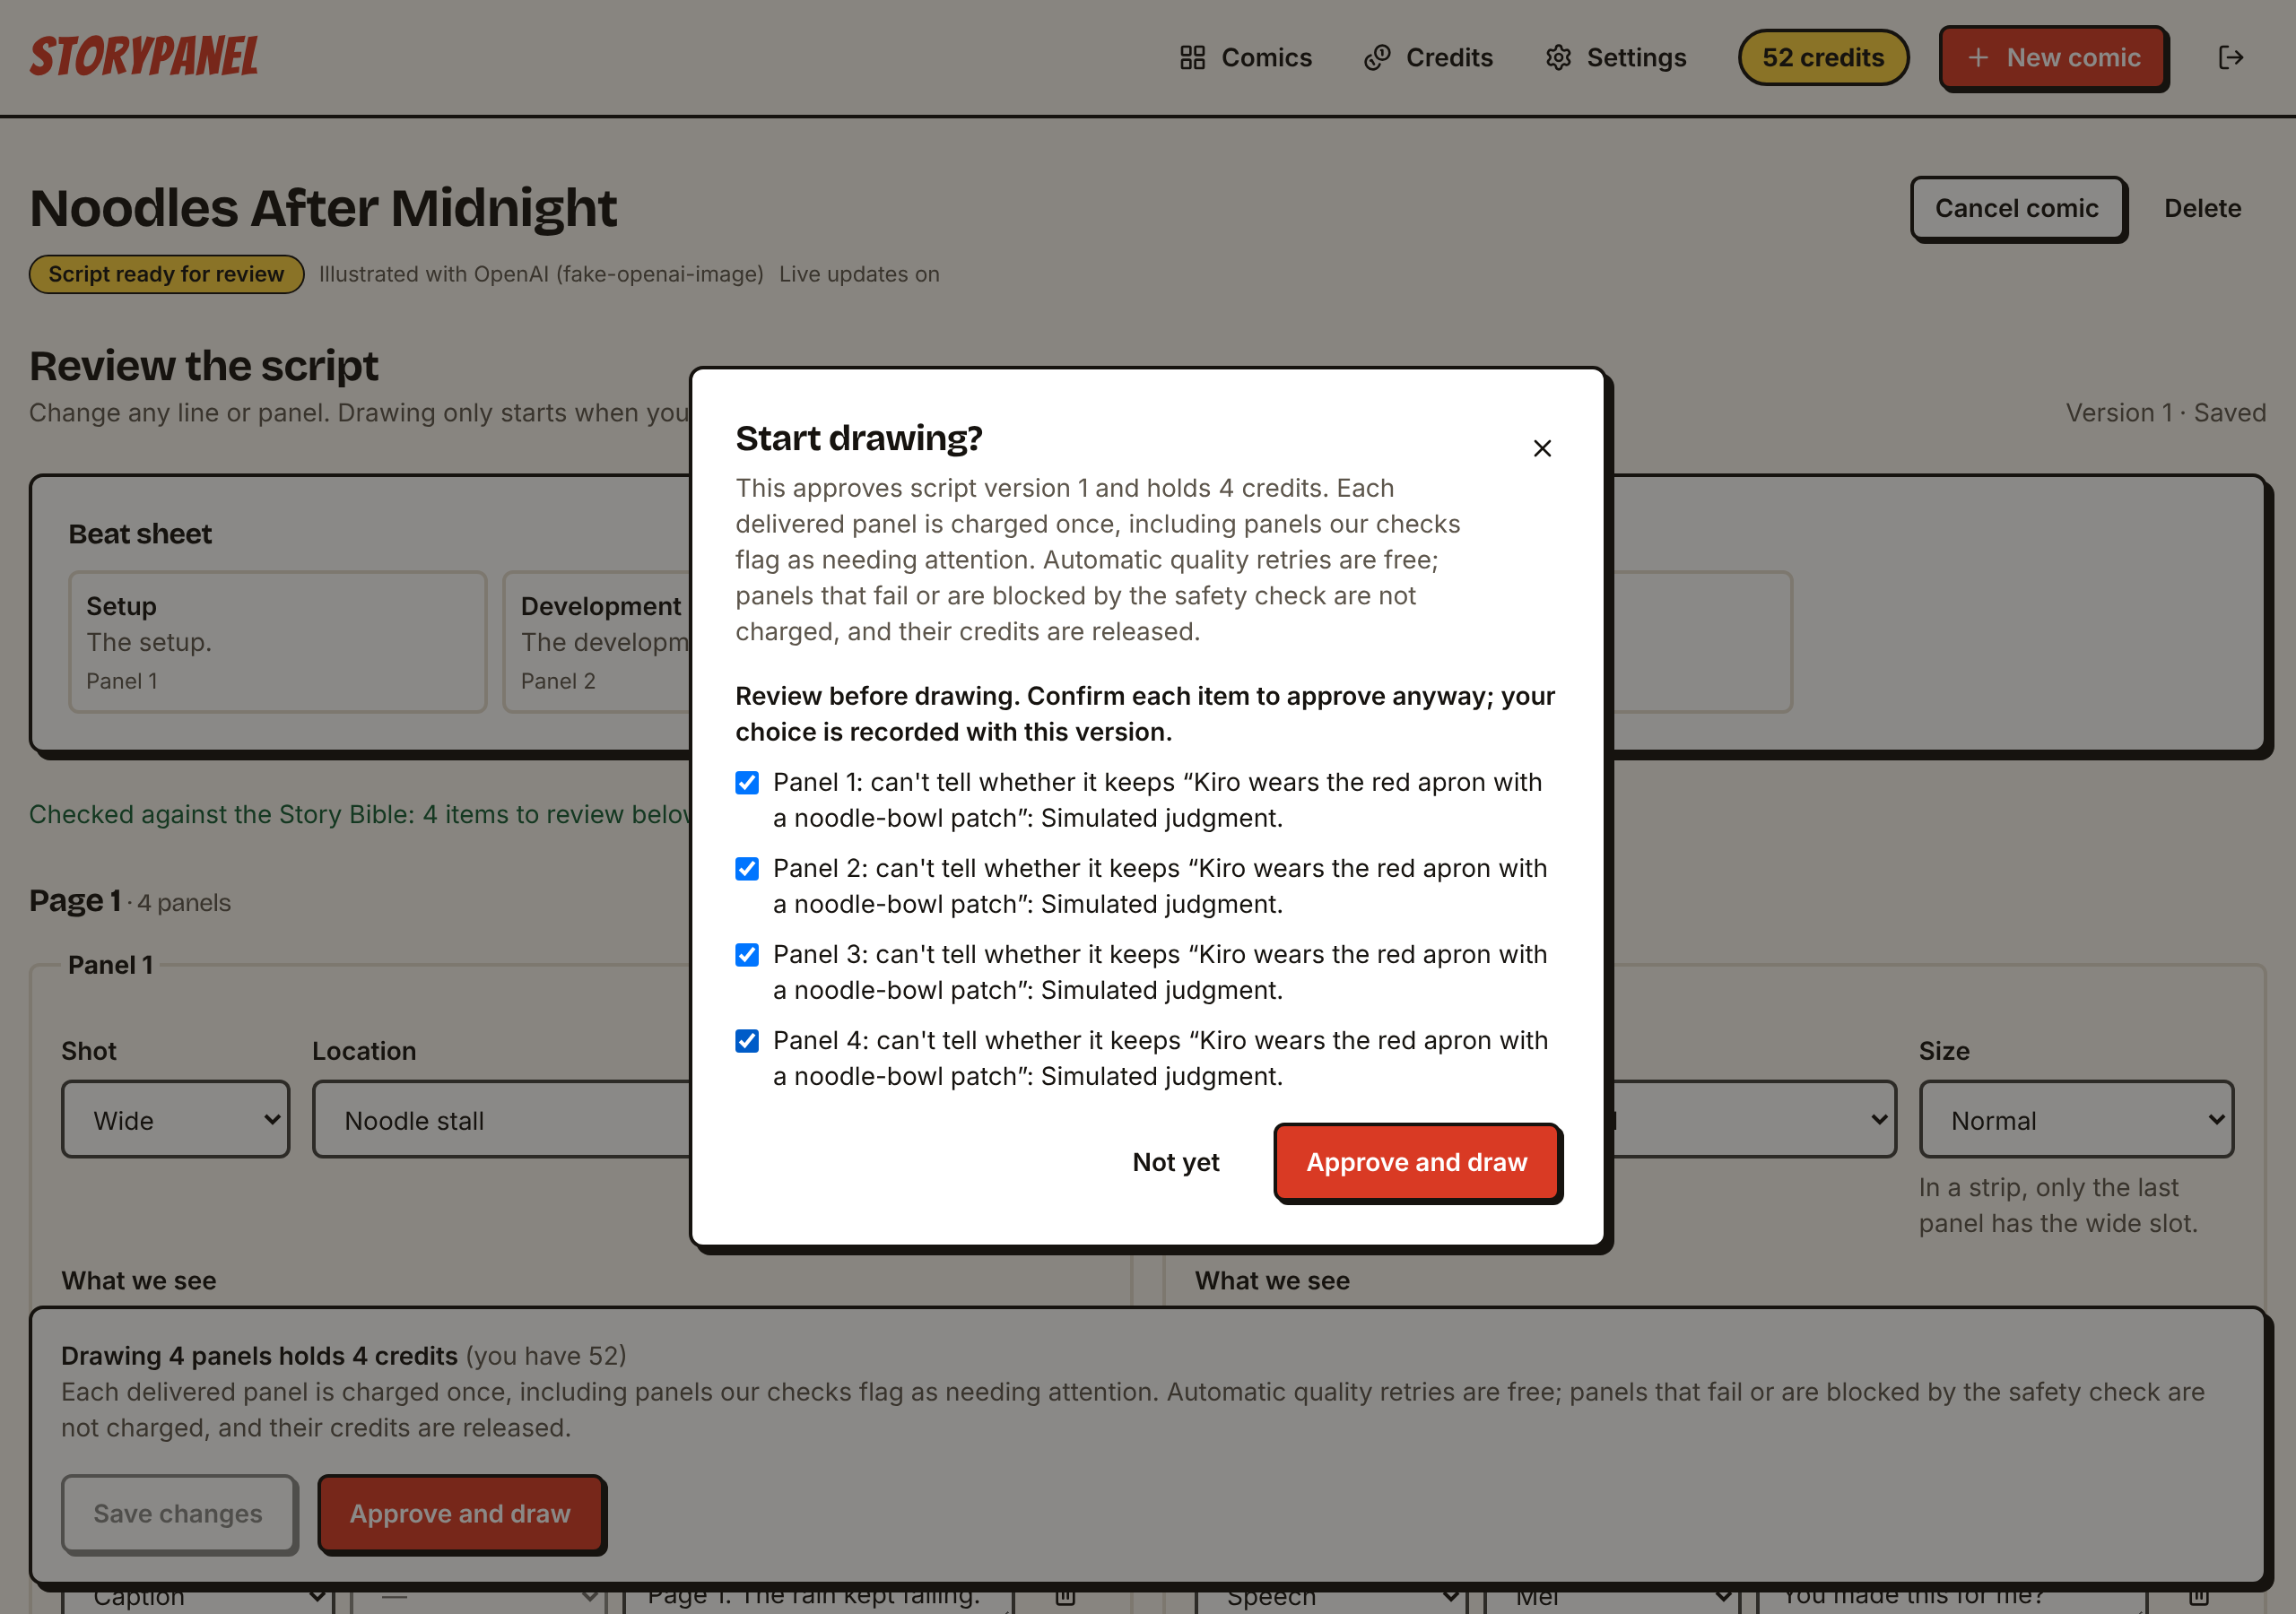 STORYPANEL
Comics
Credits
Settings
52 credits
New comic
Noodles After Midnight
Cancel comic
Delete
Script ready for review
Illustrated with OpenAI (fake-openai-image)
Live updates on
Review the script
Change any line or panel. Drawing only starts when you
Version 1 · Saved
Beat sheet
Setup
The setup.
Panel 1
Development
The developm
Panel 2
Checked against the Story Bible: 4 items to review below
Page 1 · 4 panels
Panel 1
Shot
Location
Size
Wide
Noodle stall
Normal
In a strip, only the last
panel has the wide slot.
What we see
What we see
Start drawing?
This approves script version 1 and holds 4 credits. Each
delivered panel is charged once, including panels our checks
flag as needing attention. Automatic quality retries are free;
panels that fail or are blocked by the safety check are not
charged, and their credits are released.
Review before drawing. Confirm each item to approve anyway; your
choice is recorded with this version.
Panel 1: can't tell whether it keeps “Kiro wears the red apron with
a noodle-bowl patch”: Simulated judgment.
Panel 2: can't tell whether it keeps “Kiro wears the red apron with
a noodle-bowl patch”: Simulated judgment.
Panel 3: can't tell whether it keeps “Kiro wears the red apron with
a noodle-bowl patch”: Simulated judgment.
Panel 4: can't tell whether it keeps “Kiro wears the red apron with
a noodle-bowl patch”: Simulated judgment.
Not yet
Approve and draw
Drawing 4 panels holds 4 credits (you have 52)
Each delivered panel is charged once, including panels our checks flag as needing attention. Automatic quality retries are free; panels that fail or are blocked by the safety check are
not charged, and their credits are released.
Save changes
Approve and draw
Caption
—
Page 1. The rain kept falling.
Speech
Mel
You made this for me?